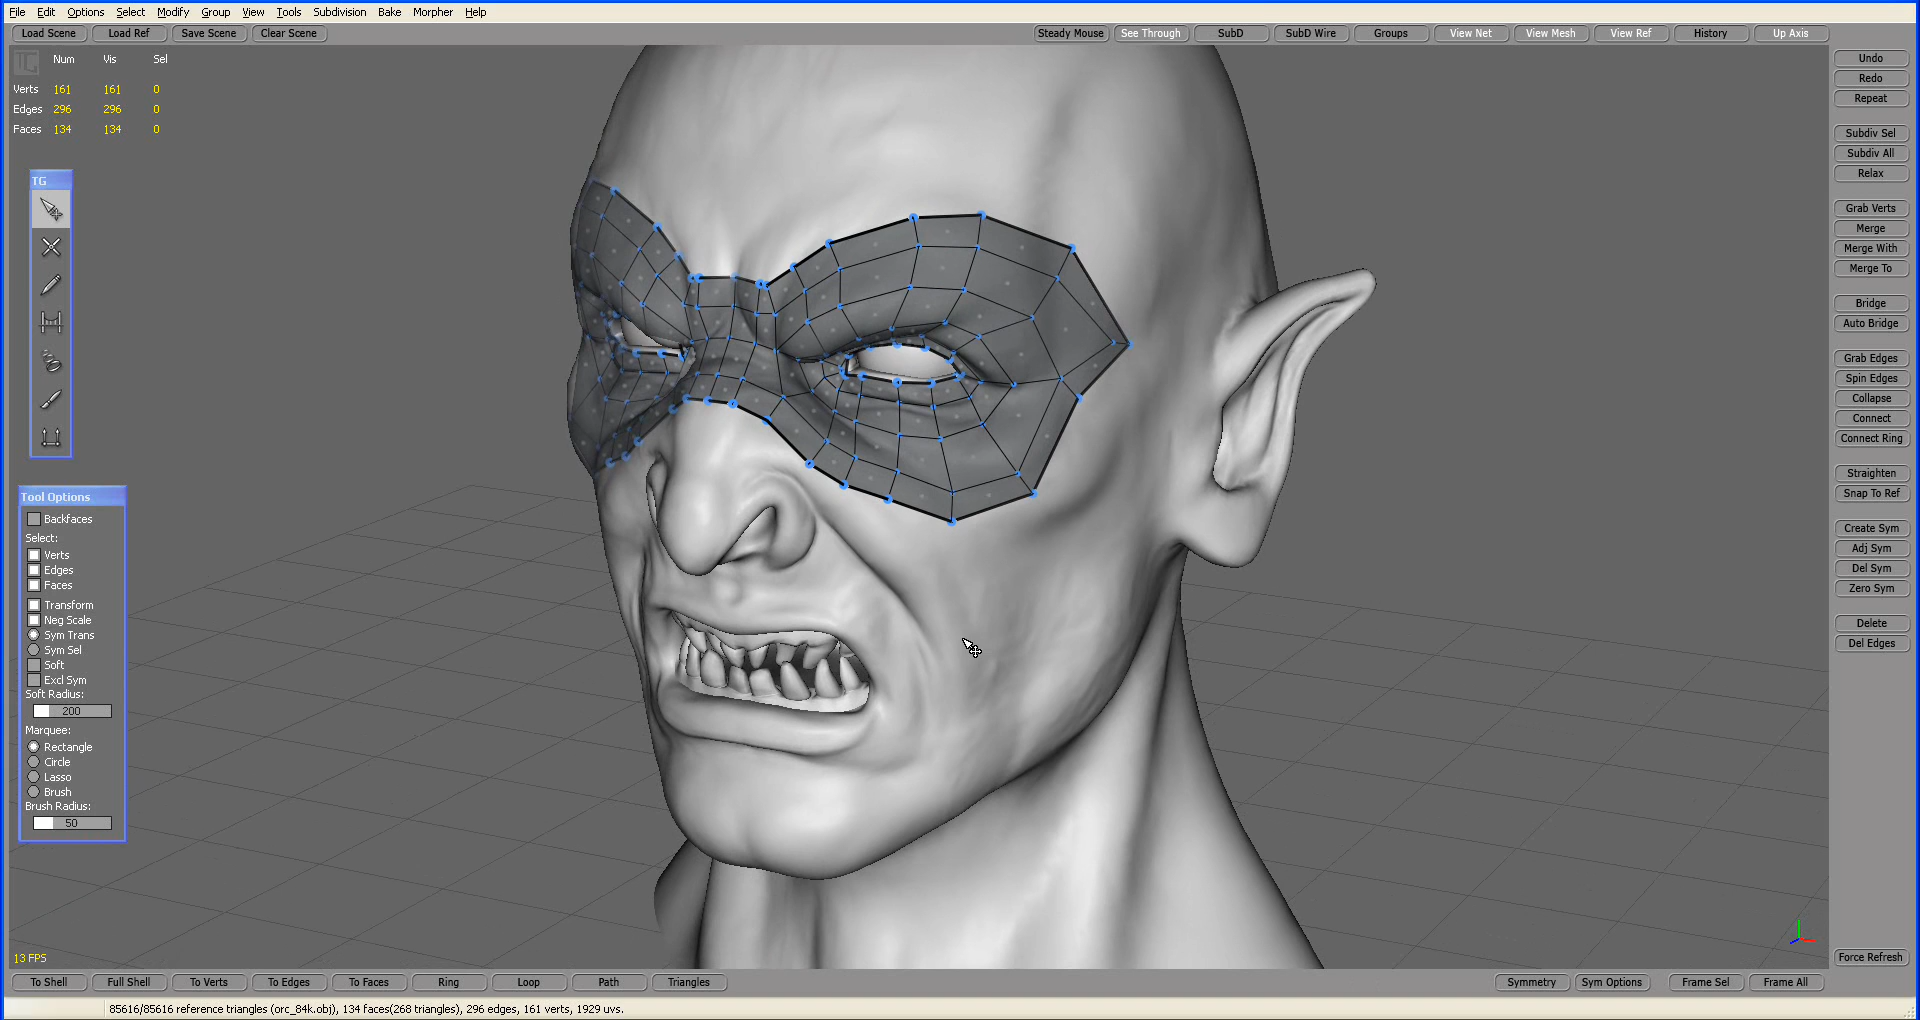 File Edit Options Select Modify Group View Tools Subdivision Bake Morpher Help
Load Scene Load Ref Save Scene Clear Scene Steady Mouse See Through SubD SubD Wire Groups View Net View Mesh View Ref History Up Axis
TG Num Vis Sel
Verts 161 161 0
Edges 296 296 0
Faces 134 134 0
TG
Tool Options
Backfaces
Select:
Verts
Edges
Faces
Transform
Neg Scale
Sym Trans
Sym Sel
Soft
Excl Sym
Soft Radius:
200
Marquee:
Rectangle
Circle
Lasso
Brush
Brush Radius:
50
13 FPS
Undo
Redo
Repeat
Subdiv Sel
Subdiv All
Relax
Grab Verts
Merge
Merge With
Merge To
Bridge
Auto Bridge
Grab Edges
Spin Edges
Collapse
Connect
Connect Ring
Straighten
Snap To Ref
Create Sym
Adj Sym
Del Sym
Zero Sym
Delete
Del Edges
Force Refresh
To Shell Full Shell To Verts To Edges To Faces Ring Loop Path Triangles Symmetry Sym Options Frame Sel Frame All
85616/85616 reference triangles (orc_84k.obj), 134 faces(268 triangles), 296 edges, 161 verts, 1929 uvs.